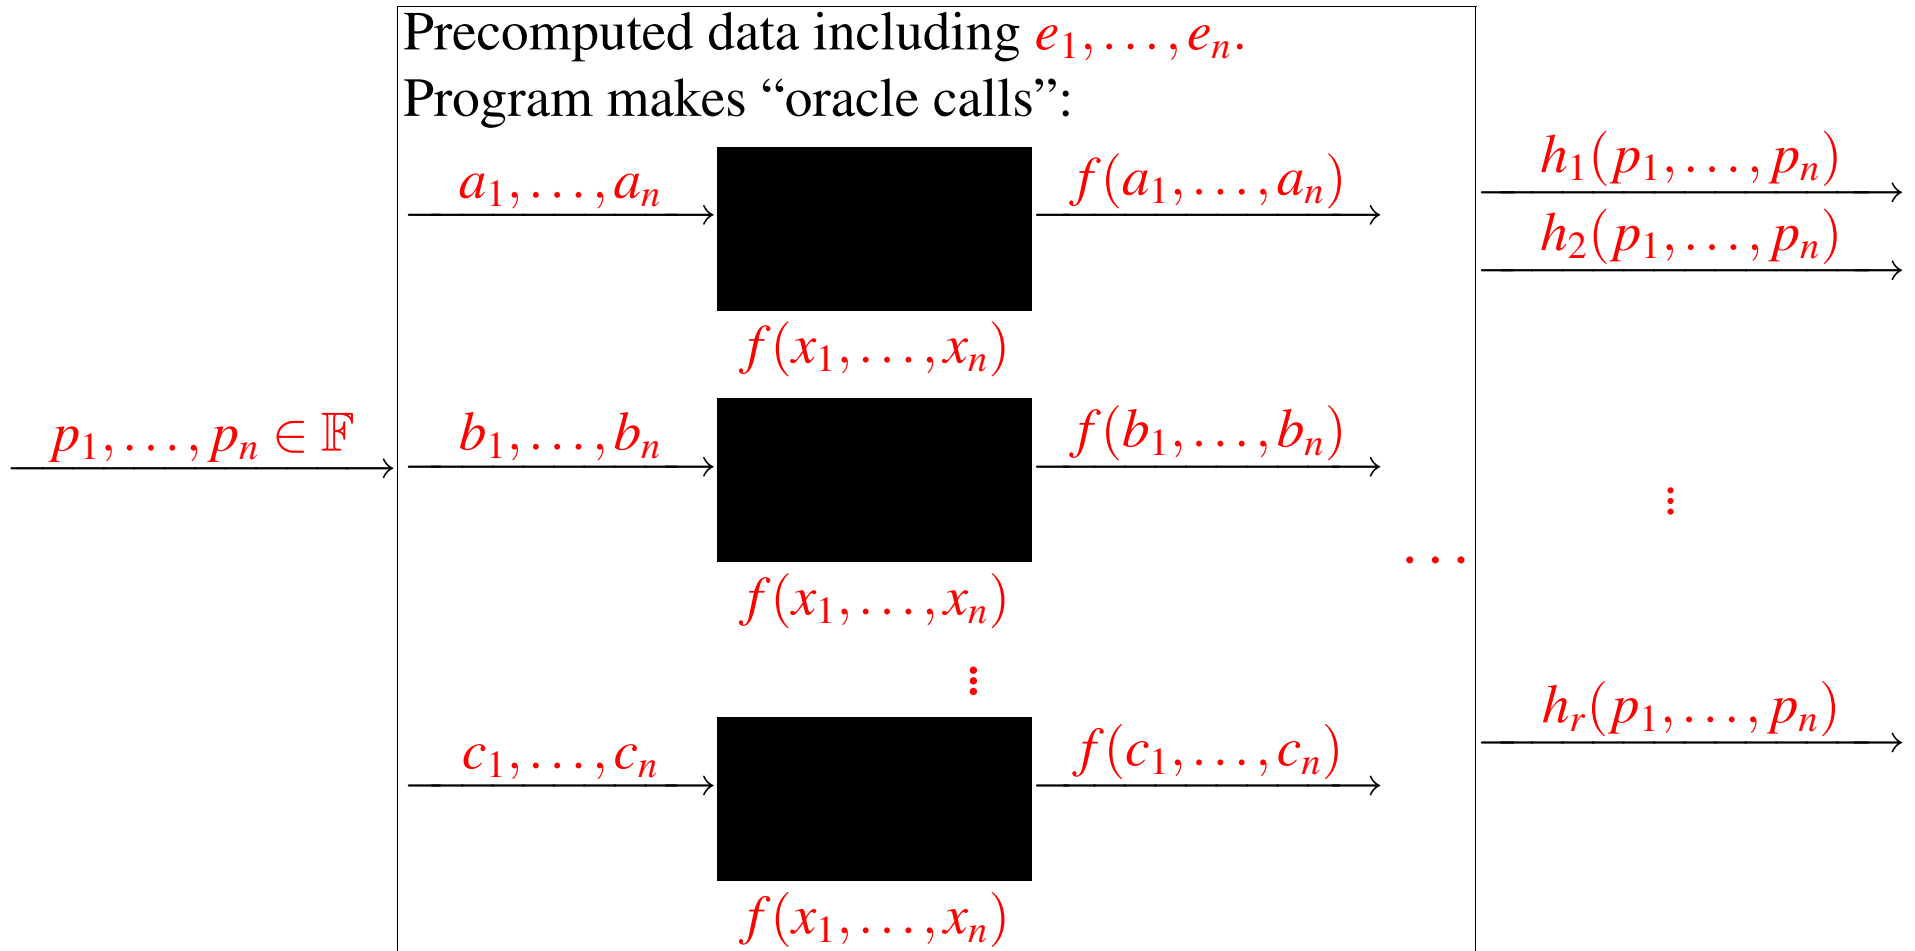 Precomputed data including e₁,…,eₙ.
Program makes “oracle calls”:
a₁,…,aₙ
f(a₁,…,aₙ)
f(x₁,…,xₙ)
h₁(p₁,…,pₙ)
h₂(p₁,…,pₙ)
p₁,…,pₙ ∈ 𝔽
b₁,…,bₙ
f(b₁,…,bₙ)
f(x₁,…,xₙ)
⋮
…
⋮
c₁,…,cₙ
f(c₁,…,cₙ)
f(x₁,…,xₙ)
hᵣ(p₁,…,pₙ)